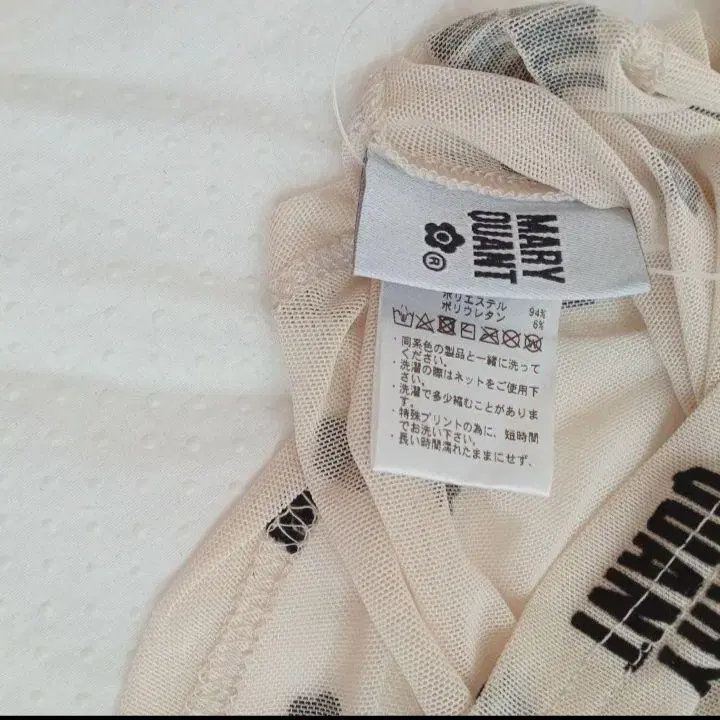 MARY
QUANT
®
ポリエステル 94%
ポリウレタン 6%
・同系色の製品と一緒に洗って
ください。
・洗濯の際はネットをご使用下
さい。
・洗濯で多少縮むことがありま
す。
・特殊プリントの為に、短時間
でお洗い下さい。
・長い時間濡れたままにせず、
QUANT